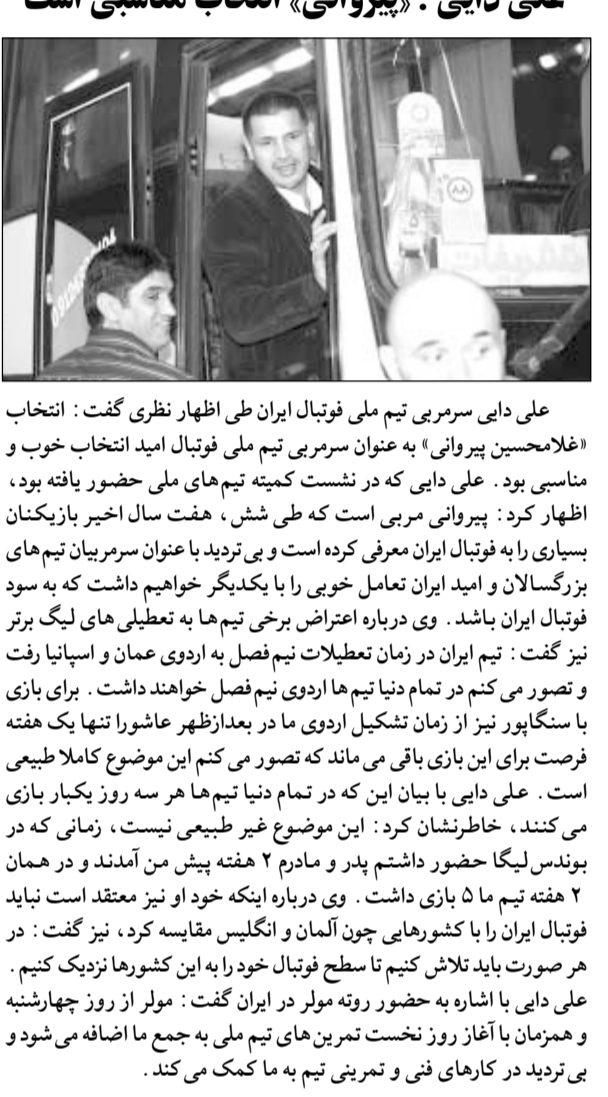 علی دایی : «پیروانی» انتخاب مناسبی است
تشریفات
علی دایی سرمربی تیم ملی فوتبال ایران طی اظهار نظری گفت : انتخاب
«غلامحسین پیروانی» به عنوان سرمربی تیم ملی فوتبال امید انتخاب خوب و
مناسبی بود . علی دایی که در نشست کمیته تیم‌های ملی حضور یافته بود ،
اظهار کرد : پیروانی مربی است که طی شش ، هفت سال اخیر بازیکنان
بسیاری را به فوتبال ایران معرفی کرده است و بی‌تردید با عنوان سرمربیان تیم‌های
بزرگسالان و امید ایران تعامل خوبی را با یکدیگر خواهیم داشت که به سود
فوتبال ایران باشد . وی درباره اعتراض برخی تیم‌ها به تعطیلی‌های لیگ برتر
نیز گفت : تیم ایران در زمان تعطیلات نیم‌فصل به اردوی عمان و اسپانیا رفت
و تصور می کنم در تمام دنیا تیم‌ها اردوی نیم‌فصل خواهند داشت . برای بازی
با سنگاپور نیز از زمان تشکیل اردوی ما در بعدازظهر عاشورا تنها یک هفته
فرصت برای این بازی باقی می ماند که تصور می کنم این موضوع کاملا طبیعی
است . علی دایی با بیان این که در تمام دنیا تیم‌ها هر سه روز یکبار بازی
می کنند ، خاطرنشان کرد : این موضوع غیر طبیعی نیست ، زمانی که در
بوندس‌لیگا حضور داشتم پدر و مادرم ۲ هفته پیش من آمدند و در همان
۲ هفته تیم ما ۵ بازی داشت . وی درباره اینکه خود او نیز معتقد است نباید
فوتبال ایران را با کشورهایی چون آلمان و انگلیس مقایسه کرد ، نیز گفت : در
هر صورت باید تلاش کنیم تا سطح فوتبال خود را به این کشورها نزدیک کنیم .
علی دایی با اشاره به حضور روته مولر در ایران گفت : مولر از روز چهارشنبه
و همزمان با آغاز روز نخست تمرین های تیم ملی به جمع ما اضافه می شود و
بی‌تردید در کارهای فنی و تمرینی تیم به ما کمک می کند .